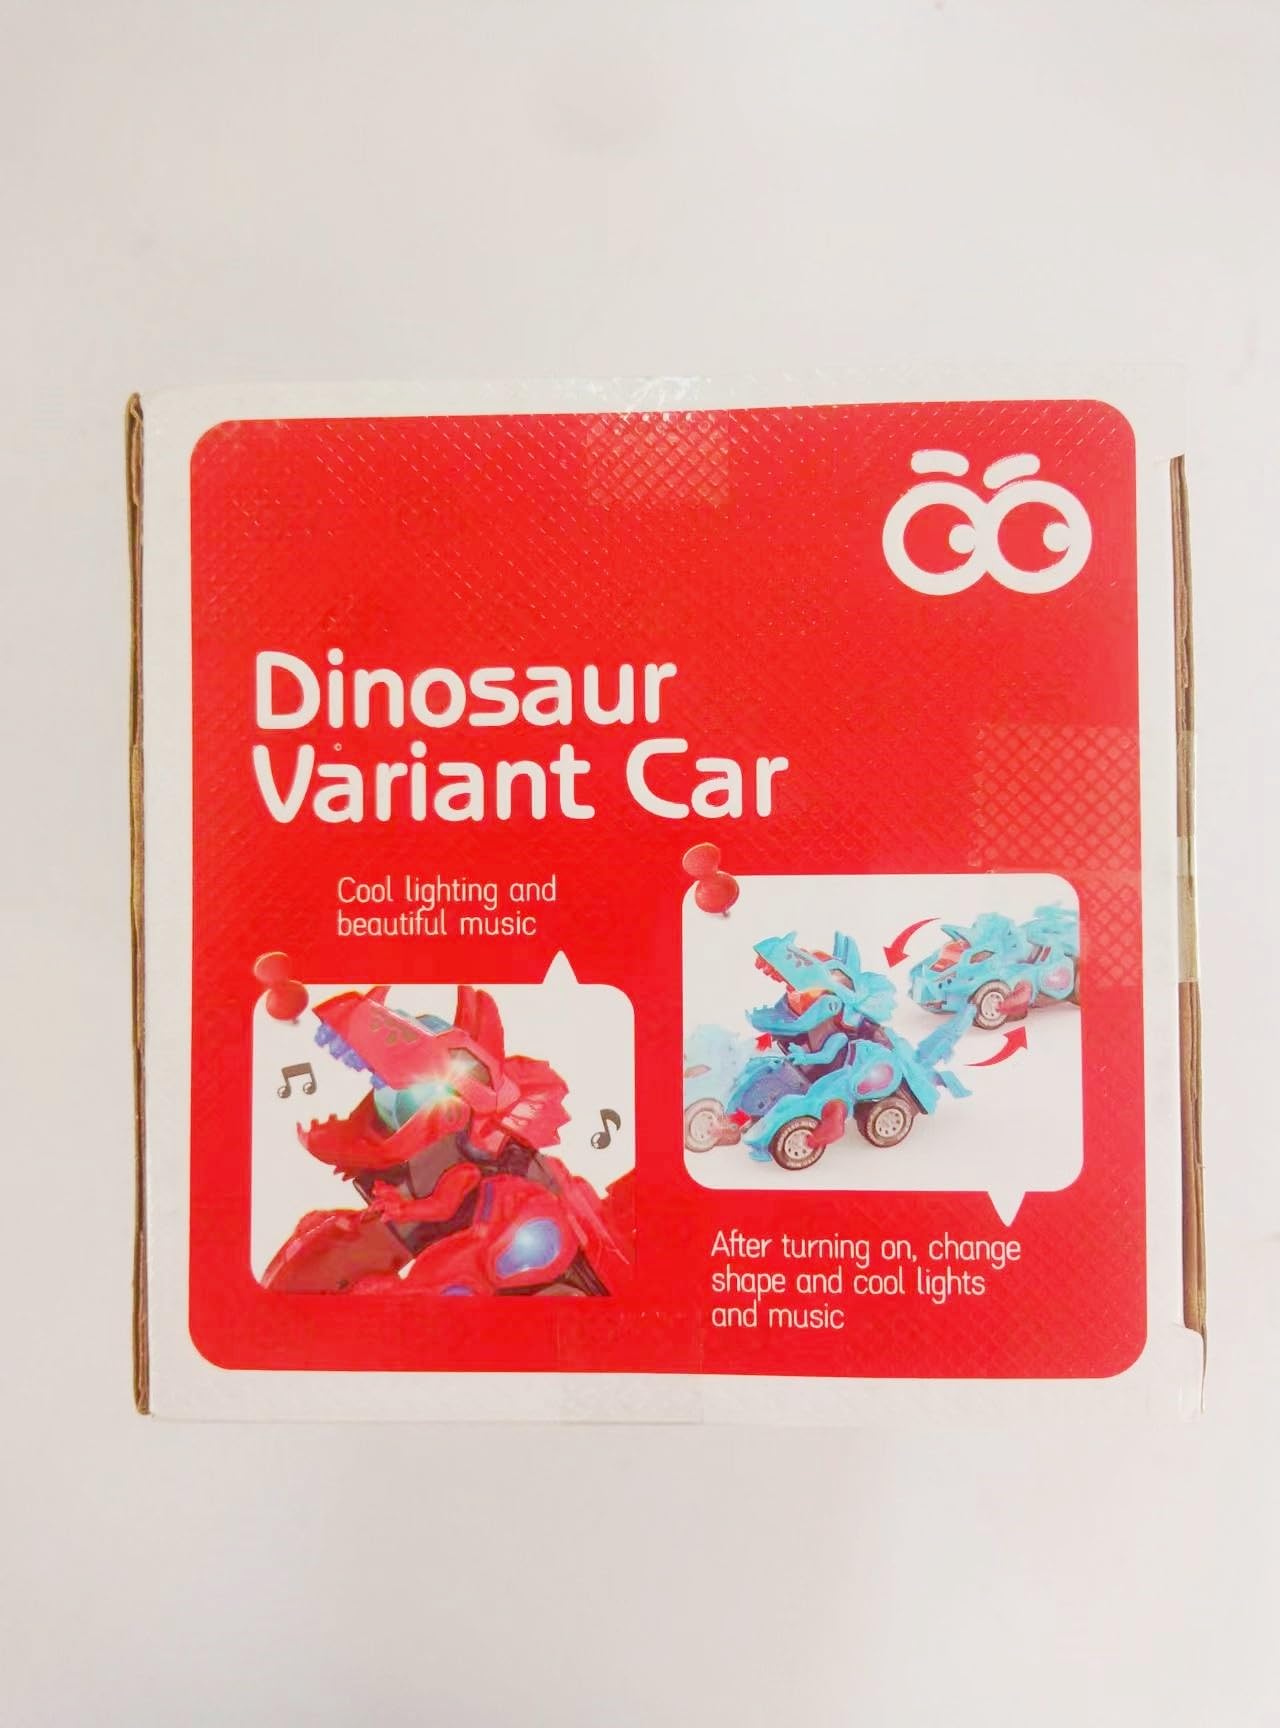 Dinosaur
Variant Car
Cool lighting and
beautiful music
After turning on, change
shape and cool lights
and music